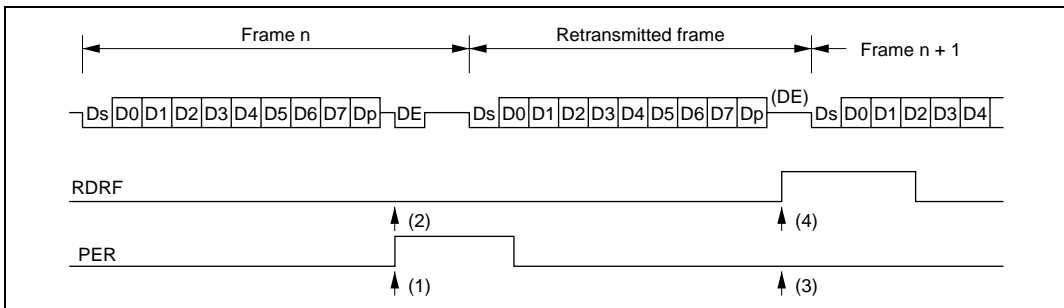 Frame n Retransmitted frame Frame n + 1
(DE)
Ds D0 D1 D2 D3 D4 D5 D6 D7 Dp DE Ds D0 D1 D2 D3 D4 D5 D6 D7 Dp Ds D0 D1 D2 D3 D4
RDRF
(2) (4)
PER
(1) (3)